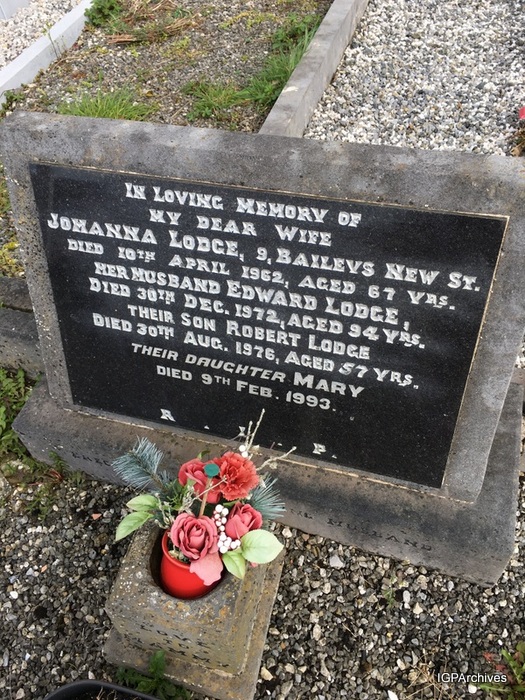 IN LOVING MEMORY OF
MY DEAR WIFE
JOHANNA LODGE, 9, BAILEYS NEW ST.
DIED 10TH APRIL 1962, AGED 67 YRS.
HER HUSBAND EDWARD LODGE,
DIED 30TH DEC. 1972, AGED 94 YRS.
THEIR SON ROBERT LODGE
DIED 30TH AUG. 1976, AGED 57 YRS.
THEIR DAUGHTER MARY
DIED 9TH FEB. 1993.
R . . P
HUSBAND
IGPArchives